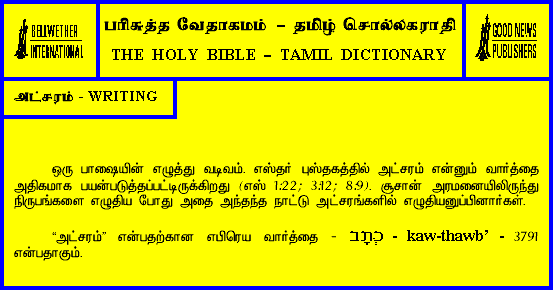 BELLWETHER
INTERNATIONAL
பரிசுத்த வேதாகமம் – தமிழ் சொல்லகராதி
THE HOLY BIBLE – TAMIL DICTIONARY
GOOD NEWS
PUBLISHERS
அட்சரம் - WRITING
ஒரு பாஷையின் எழுத்து வடிவம். எஸ்தர் புஸ்தகத்தில் அட்சரம் என்னும் வார்த்தை
அதிகமாக பயன்படுத்தப்பட்டிருக்கிறது (எஸ் 1:22; 3:12; 8:9). சூசான் அரமனையிலிருந்து
நிருபங்களை எழுதிய போது அதை அந்தந்த நாட்டு அட்சரங்களில் எழுதியனுப்பினார்கள்.
“அட்சரம்” என்பதற்கான எபிரெய வார்த்தை - כְּתָב - kaw-thawb’ - 3791
என்பதாகும்.